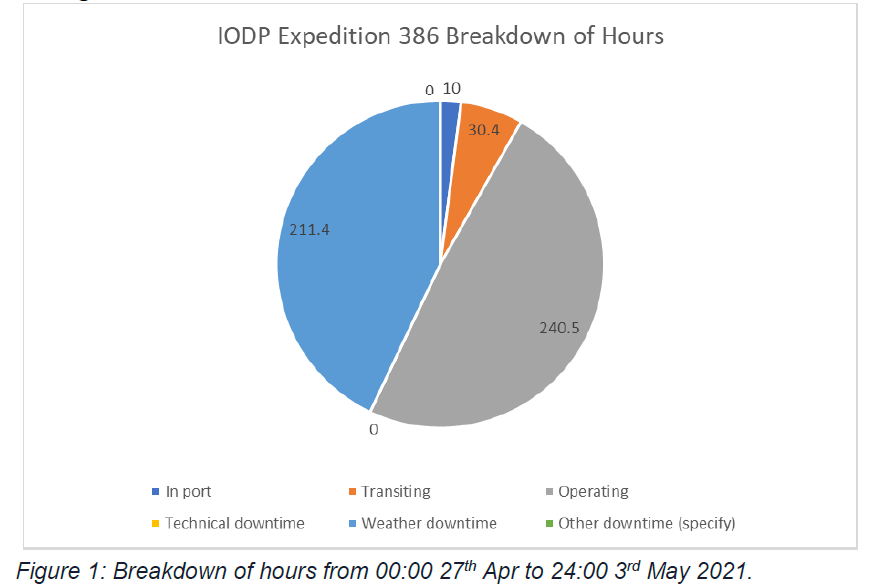 IODP Expedition 386 Breakdown of Hours
0 10
30.4
211.4
240.5
0
In port Transiting Operating
Technical downtime Weather downtime Other downtime (specify)
Figure 1: Breakdown of hours from 00:00 27th Apr to 24:00 3rd May 2021.